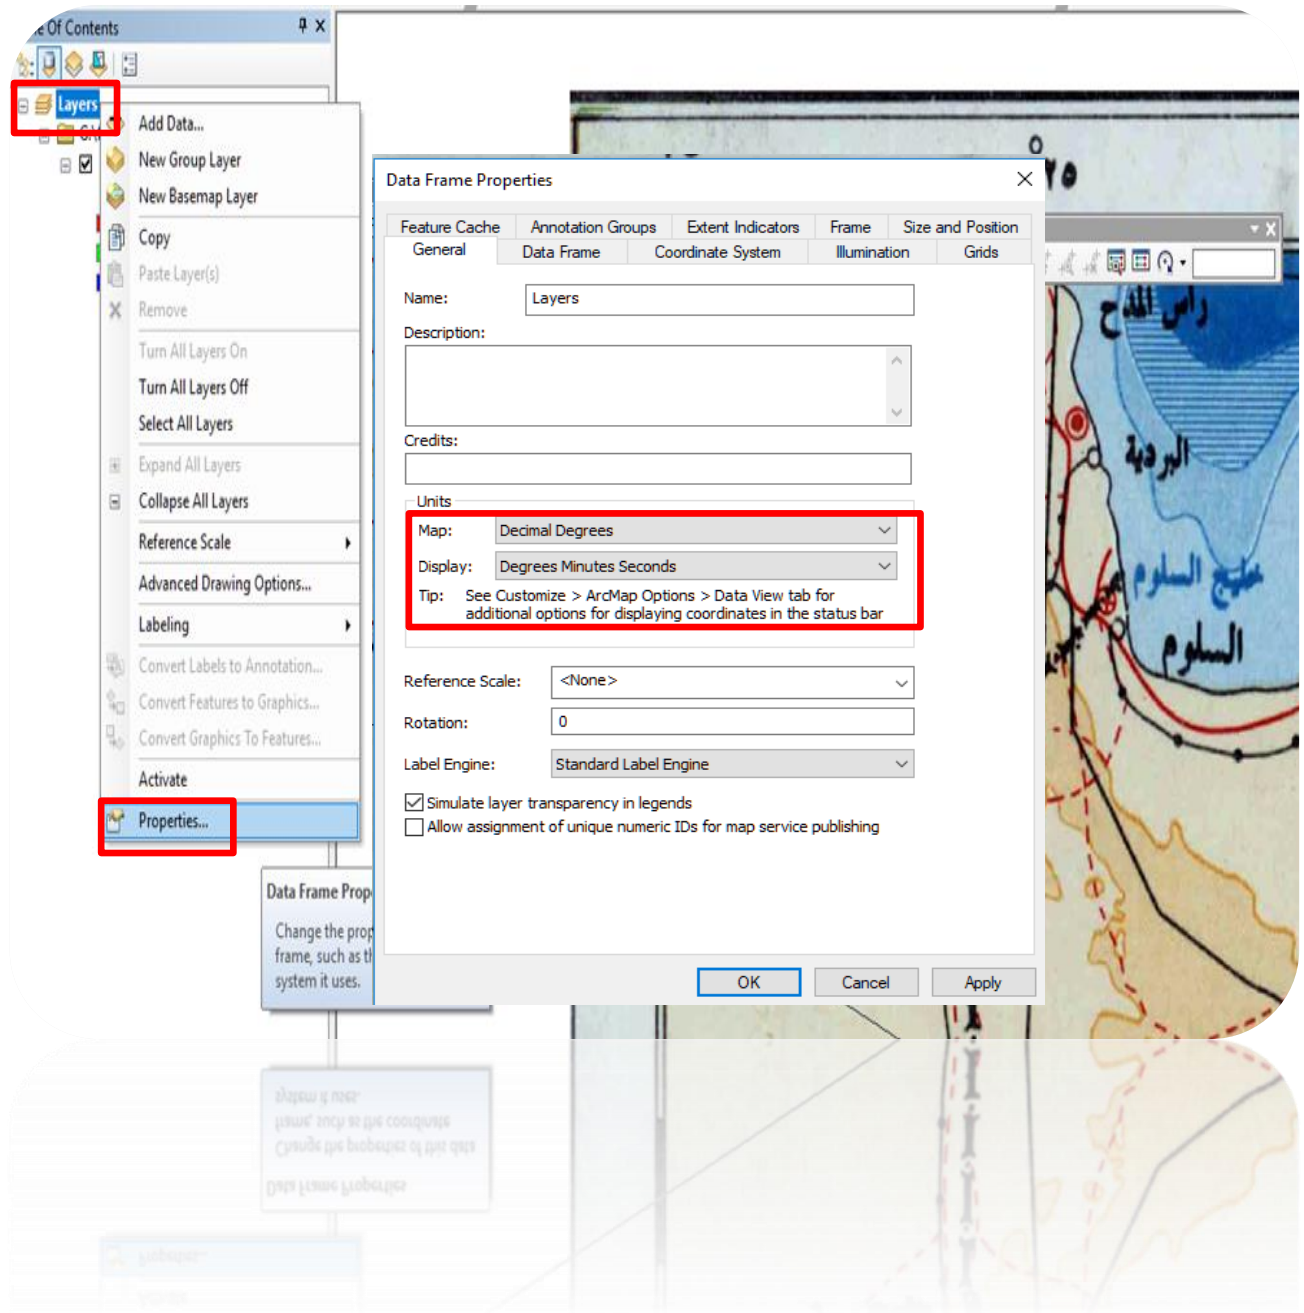 Of Contents
Layers
Add Data...
New Group Layer
New Basemap Layer
Copy
Paste Layer(s)
Remove
Turn All Layers On
Turn All Layers Off
Select All Layers
Expand All Layers
Collapse All Layers
Reference Scale
Advanced Drawing Options...
Labeling
Convert Labels to Annotation...
Convert Features to Graphics...
Convert Graphics To Features...
Activate
Properties...
Data Frame Prop
Change the prop
frame, such as th
system it uses.
Data Frame Properties
Feature Cache Annotation Groups Extent Indicators Frame Size and Position
General Data Frame Coordinate System Illumination Grids
Name: Layers
Description:
Credits:
Units
Map: Decimal Degrees
Display: Degrees Minutes Seconds
Tip: See Customize > ArcMap Options > Data View tab for
additional options for displaying coordinates in the status bar
Reference Scale: <None>
Rotation: 0
Label Engine: Standard Label Engine
Simulate layer transparency in legends
Allow assignment of unique numeric IDs for map service publishing
OK Cancel Apply
٢٥
البردية
خليج السلوم
السلوم